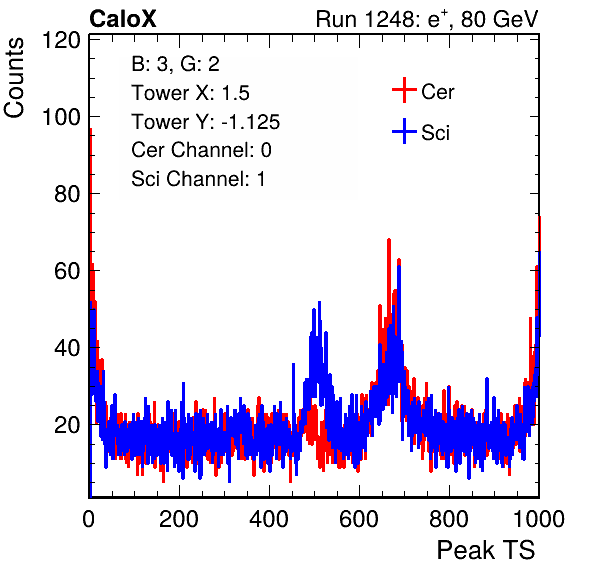 CaloX Run 1248: e⁺, 80 GeV
Counts
120
100
80
60
40
20
B: 3, G: 2
Tower X: 1.5
Tower Y: -1.125
Cer Channel: 0
Sci Channel: 1
Cer
Sci
0 200 400 600 800 1000
Peak TS